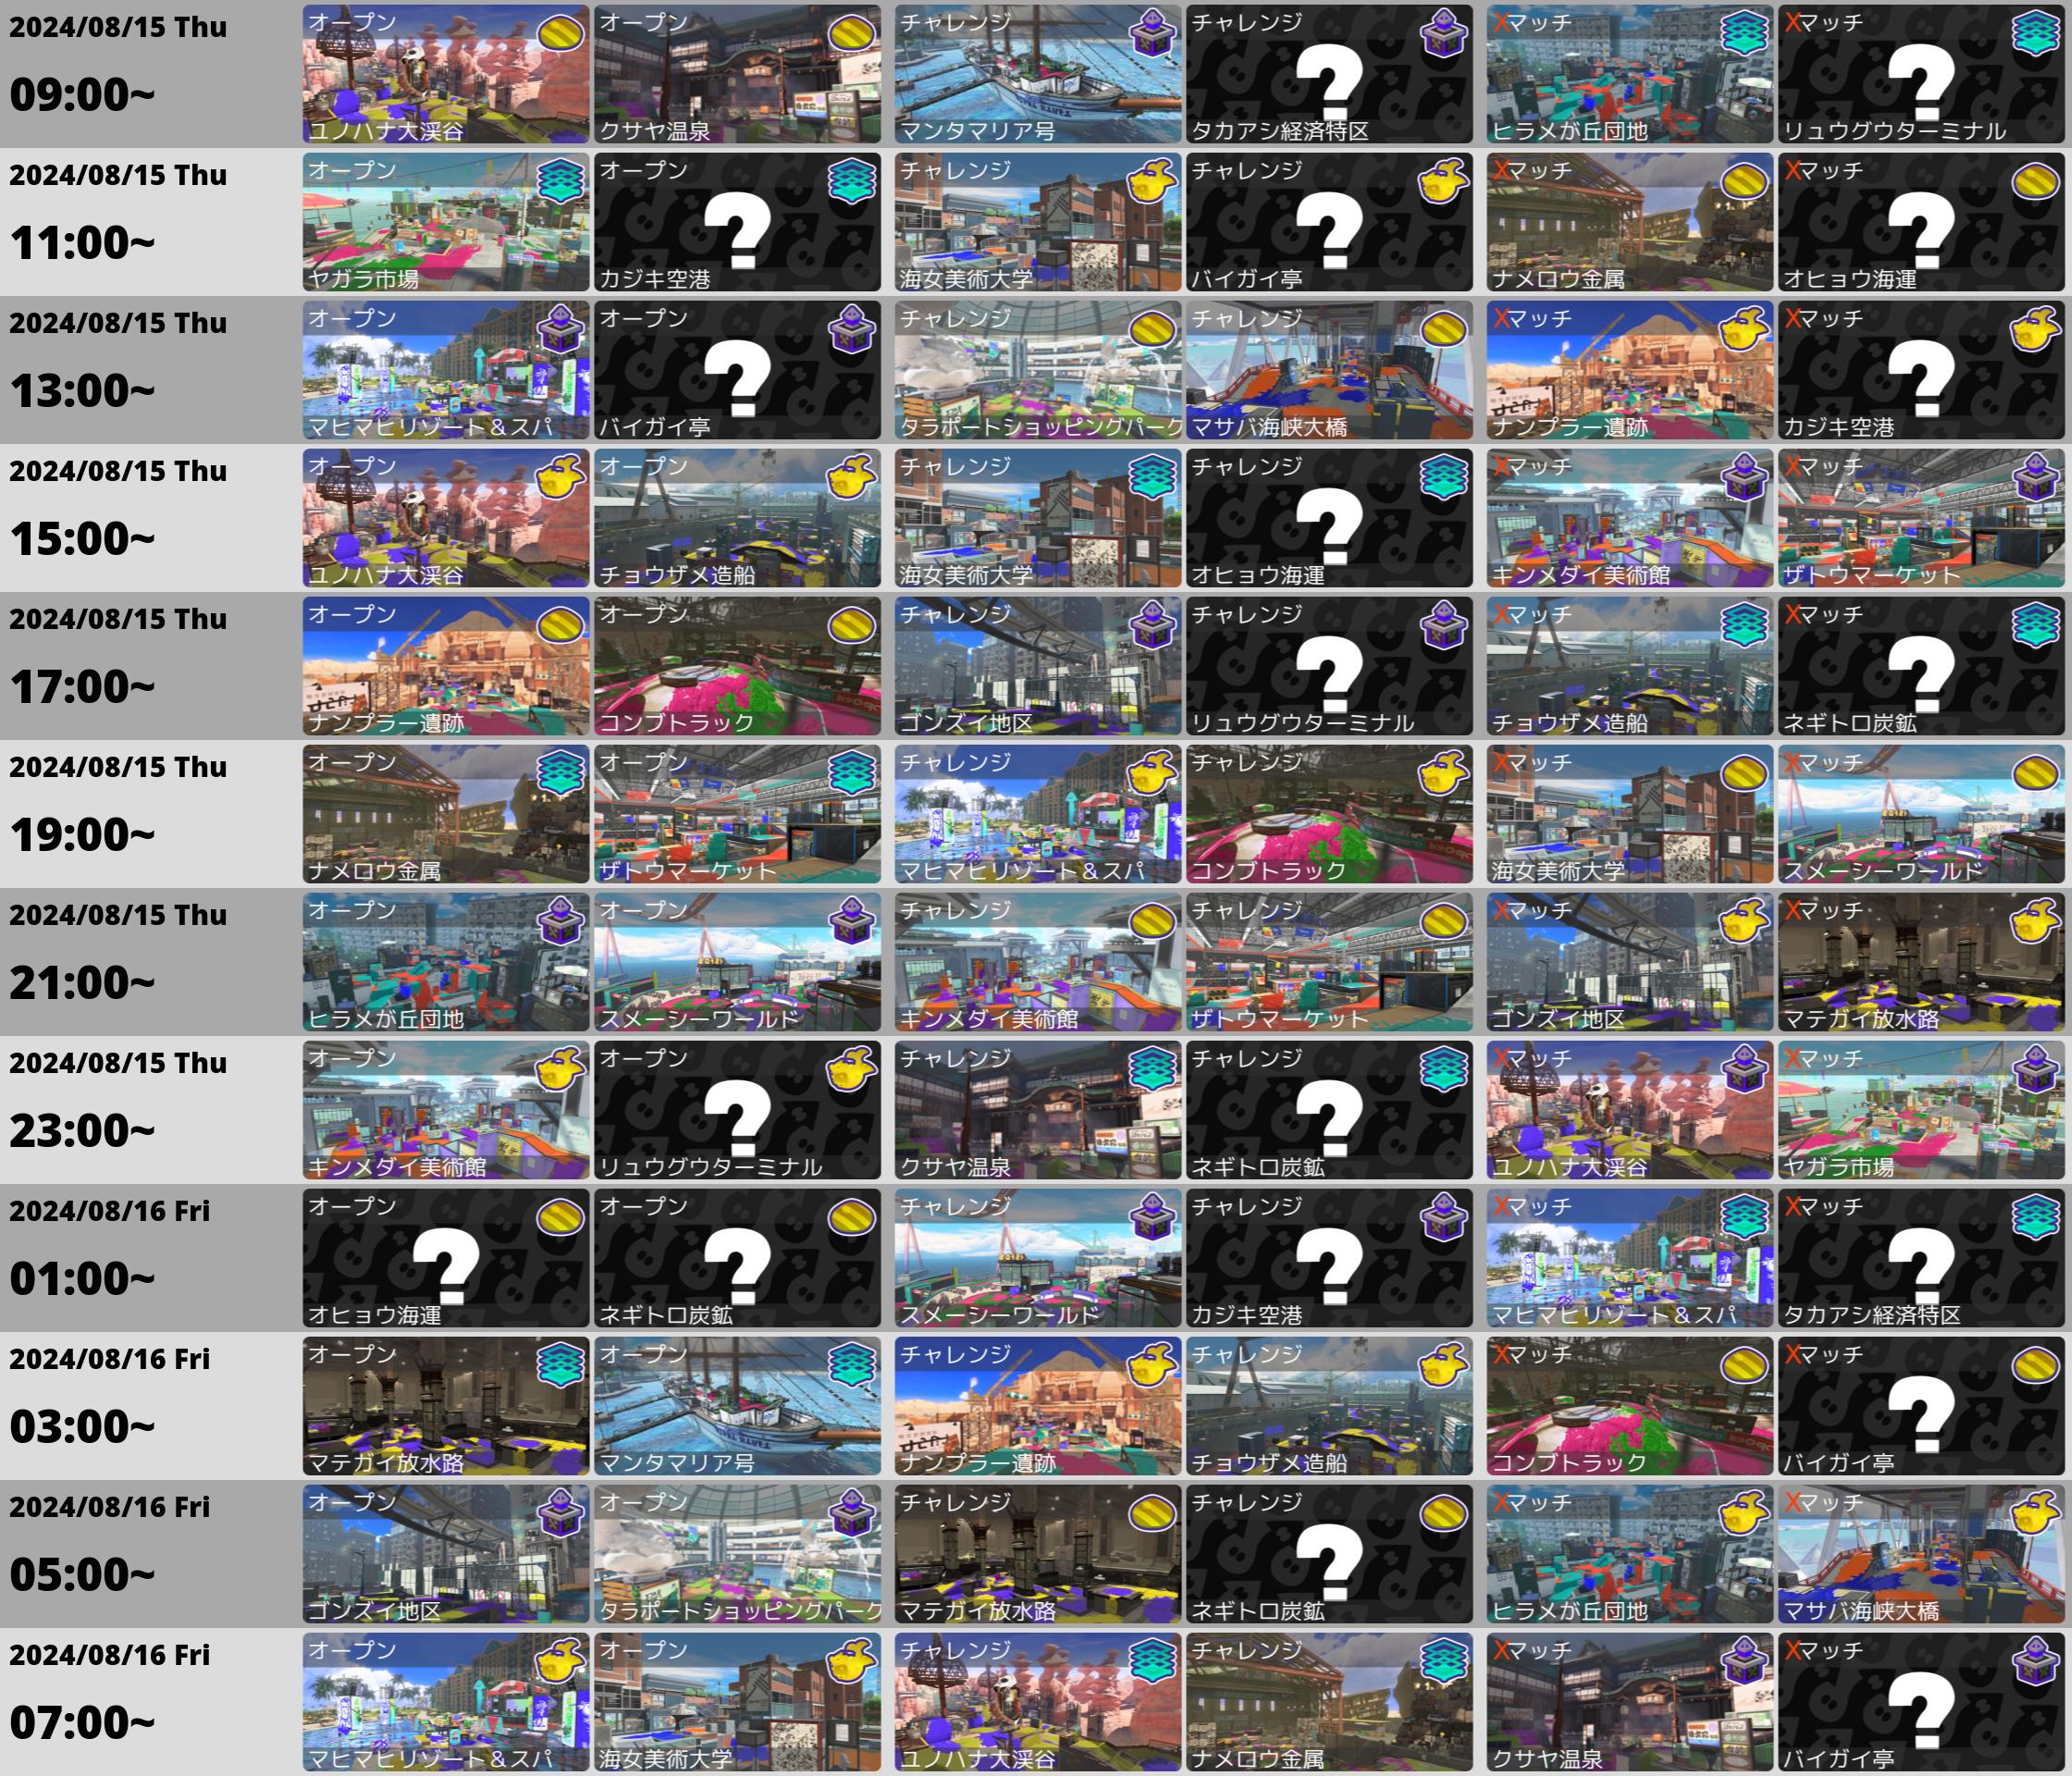 2024/08/15 Thu
09:00~
オープン
ユノハナ大渓谷
オープン
クサヤ温泉
チャレンジ
マンタマリア号
チャレンジ
?
タカアシ経済特区
Xマッチ
ヒラメが丘団地
Xマッチ
?
リュウグウターミナル
2024/08/15 Thu
11:00~
オープン
ヤガラ市場
オープン
?
カジキ空港
チャレンジ
海女美術大学
チャレンジ
?
バイガイ亭
Xマッチ
ナメロウ金属
Xマッチ
?
オヒョウ海運
2024/08/15 Thu
13:00~
オープン
マヒマヒリゾート&スパ
オープン
?
バイガイ亭
チャレンジ
タラポートショッピングパーク
チャレンジ
マサバ海峡大橋
Xマッチ
ナンプラー遺跡
Xマッチ
?
カジキ空港
2024/08/15 Thu
15:00~
オープン
ユノハナ大渓谷
オープン
チョウザメ造船
チャレンジ
海女美術大学
チャレンジ
?
オヒョウ海運
Xマッチ
キンメダイ美術館
Xマッチ
ザトウマーケット
2024/08/15 Thu
17:00~
オープン
ナンプラー遺跡
オープン
コンブトラック
チャレンジ
ゴンズイ地区
チャレンジ
?
リュウグウターミナル
Xマッチ
チョウザメ造船
Xマッチ
?
ネギトロ炭鉱
2024/08/15 Thu
19:00~
オープン
ナメロウ金属
オープン
ザトウマーケット
チャレンジ
マヒマヒリゾート&スパ
チャレンジ
コンブトラック
Xマッチ
海女美術大学
Xマッチ
スメーシーワールド
2024/08/15 Thu
21:00~
オープン
ヒラメが丘団地
オープン
スメーシーワールド
チャレンジ
キンメダイ美術館
チャレンジ
ザトウマーケット
Xマッチ
ゴンズイ地区
Xマッチ
マテガイ放水路
2024/08/15 Thu
23:00~
オープン
キンメダイ美術館
オープン
?
リュウグウターミナル
チャレンジ
クサヤ温泉
チャレンジ
?
ネギトロ炭鉱
Xマッチ
ユノハナ大渓谷
Xマッチ
ヤガラ市場
2024/08/16 Fri
01:00~
オープン
?
オヒョウ海運
オープン
?
ネギトロ炭鉱
チャレンジ
スメーシーワールド
チャレンジ
?
カジキ空港
Xマッチ
マヒマヒリゾート&スパ
Xマッチ
?
タカアシ経済特区
2024/08/16 Fri
03:00~
オープン
マテガイ放水路
オープン
マンタマリア号
チャレンジ
ナンプラー遺跡
チャレンジ
チョウザメ造船
Xマッチ
コンブトラック
Xマッチ
?
バイガイ亭
2024/08/16 Fri
05:00~
オープン
ゴンズイ地区
オープン
タラポートショッピングパーク
チャレンジ
マテガイ放水路
チャレンジ
?
ネギトロ炭鉱
Xマッチ
ヒラメが丘団地
Xマッチ
マサバ海峡大橋
2024/08/16 Fri
07:00~
オープン
マヒマヒリゾート&スパ
オープン
海女美術大学
チャレンジ
ユノハナ大渓谷
チャレンジ
ナメロウ金属
Xマッチ
クサヤ温泉
Xマッチ
?
バイガイ亭